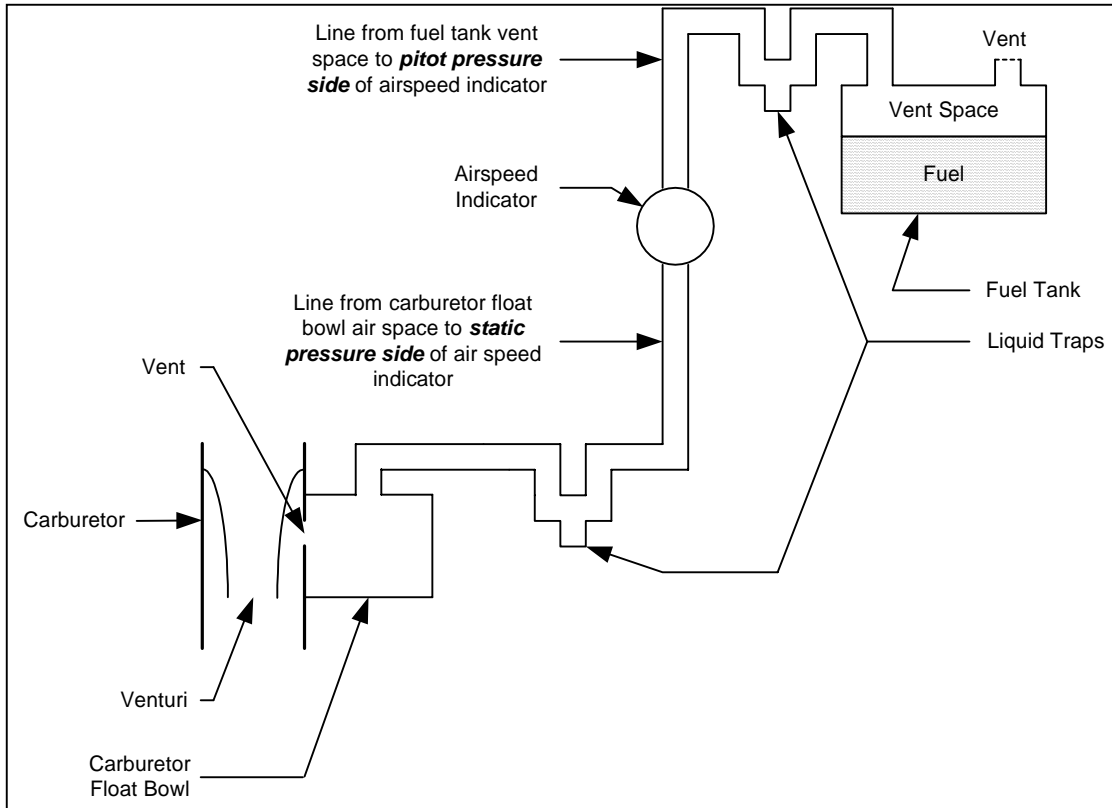 Line from fuel tank vent
space to pitot pressure
side of airspeed indicator
Vent
Vent Space
Fuel
Airspeed
Indicator
Fuel Tank
Line from carburetor float
bowl air space to static
pressure side of air speed
indicator
Liquid Traps
Vent
Carburetor
Venturi
Carburetor
Float Bowl